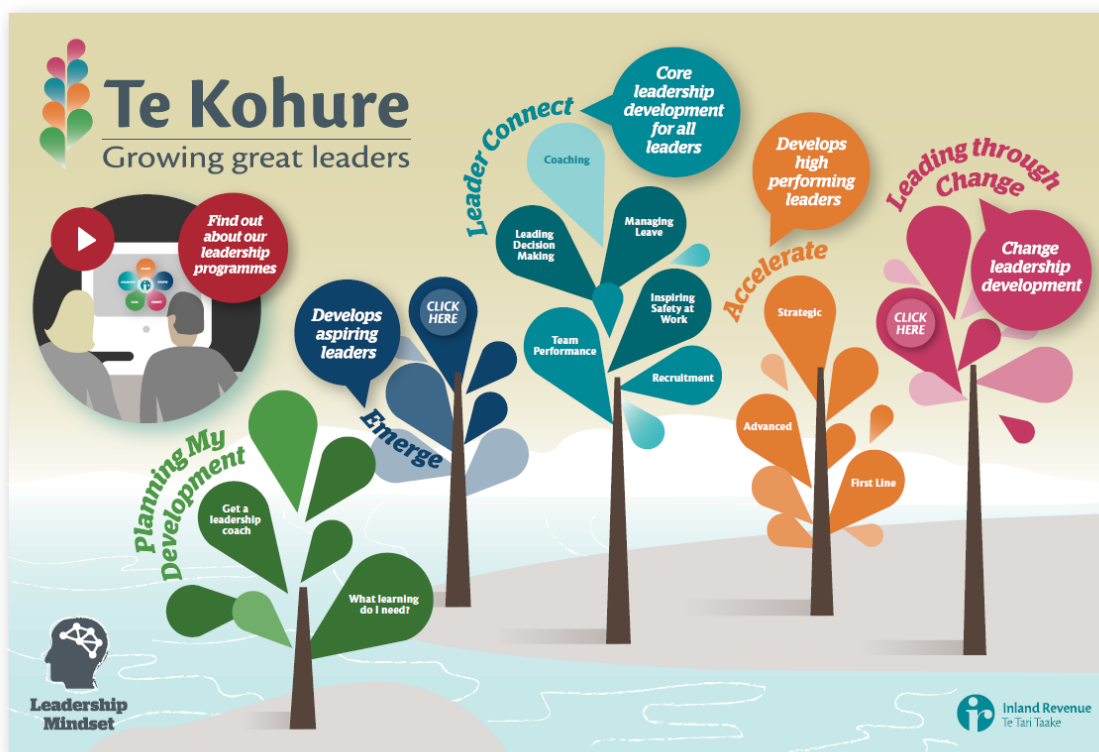 Te Kohure
Growing great leaders
Find out
about our
leadership
programmes
Planning My
Development
Get a
leadership
coach
What learning
do I need?
Develops
aspiring
leaders
Emerge
CLICK
HERE
Leader Connect
Core
leadership
development
for all
leaders
Coaching
Leading
Decision
Making
Managing
Leave
Inspiring
Safety at
Work
Team
Performance
Recruitment
Develops
high
performing
leaders
Accelerate
Strategic
Advanced
First Line
Leading through
Change
Change
leadership
development
CLICK
HERE
Leadership
Mindset
ir
Inland Revenue
Te Tari Taake